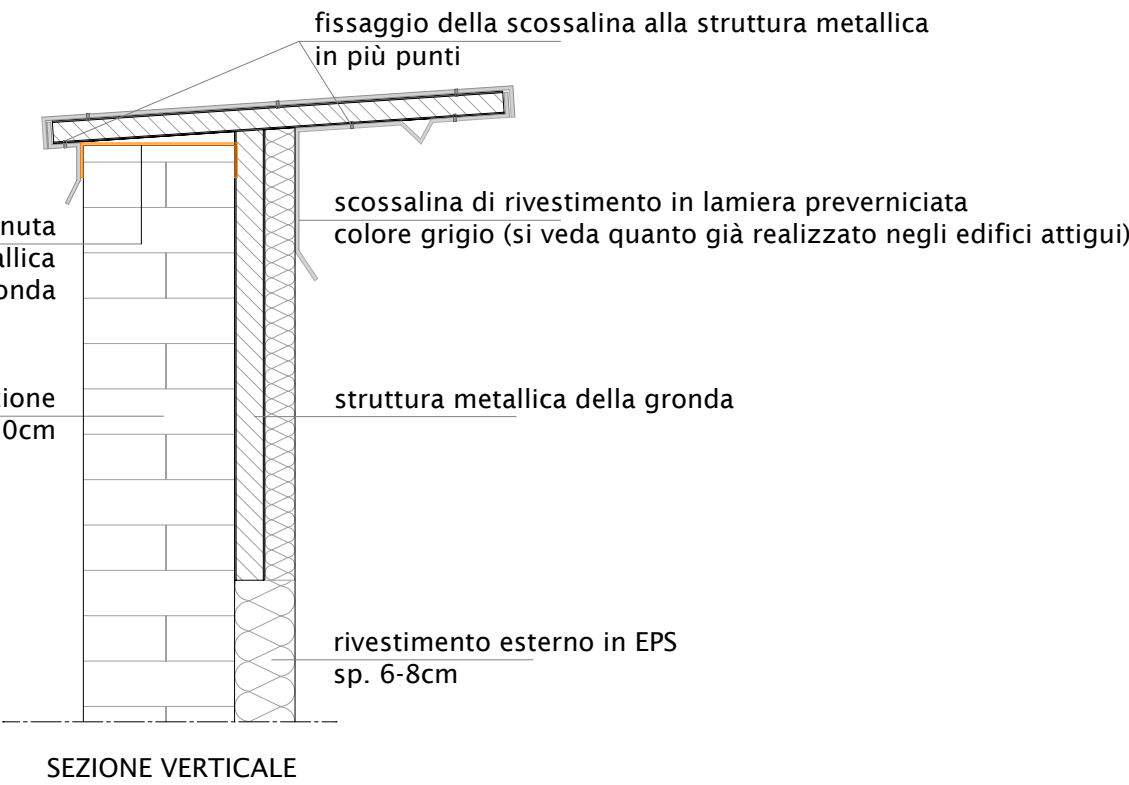 fissaggio della scossalina alla struttura metallica
in più punti
scossalina di rivestimento in lamiera preverniciata
colore grigio (si veda quanto già realizzato negli edifici attigui)
nuta
allica
onda
struttura metallica della gronda
zione
0cm
rivestimento esterno in EPS
sp. 6-8cm
SEZIONE VERTICALE